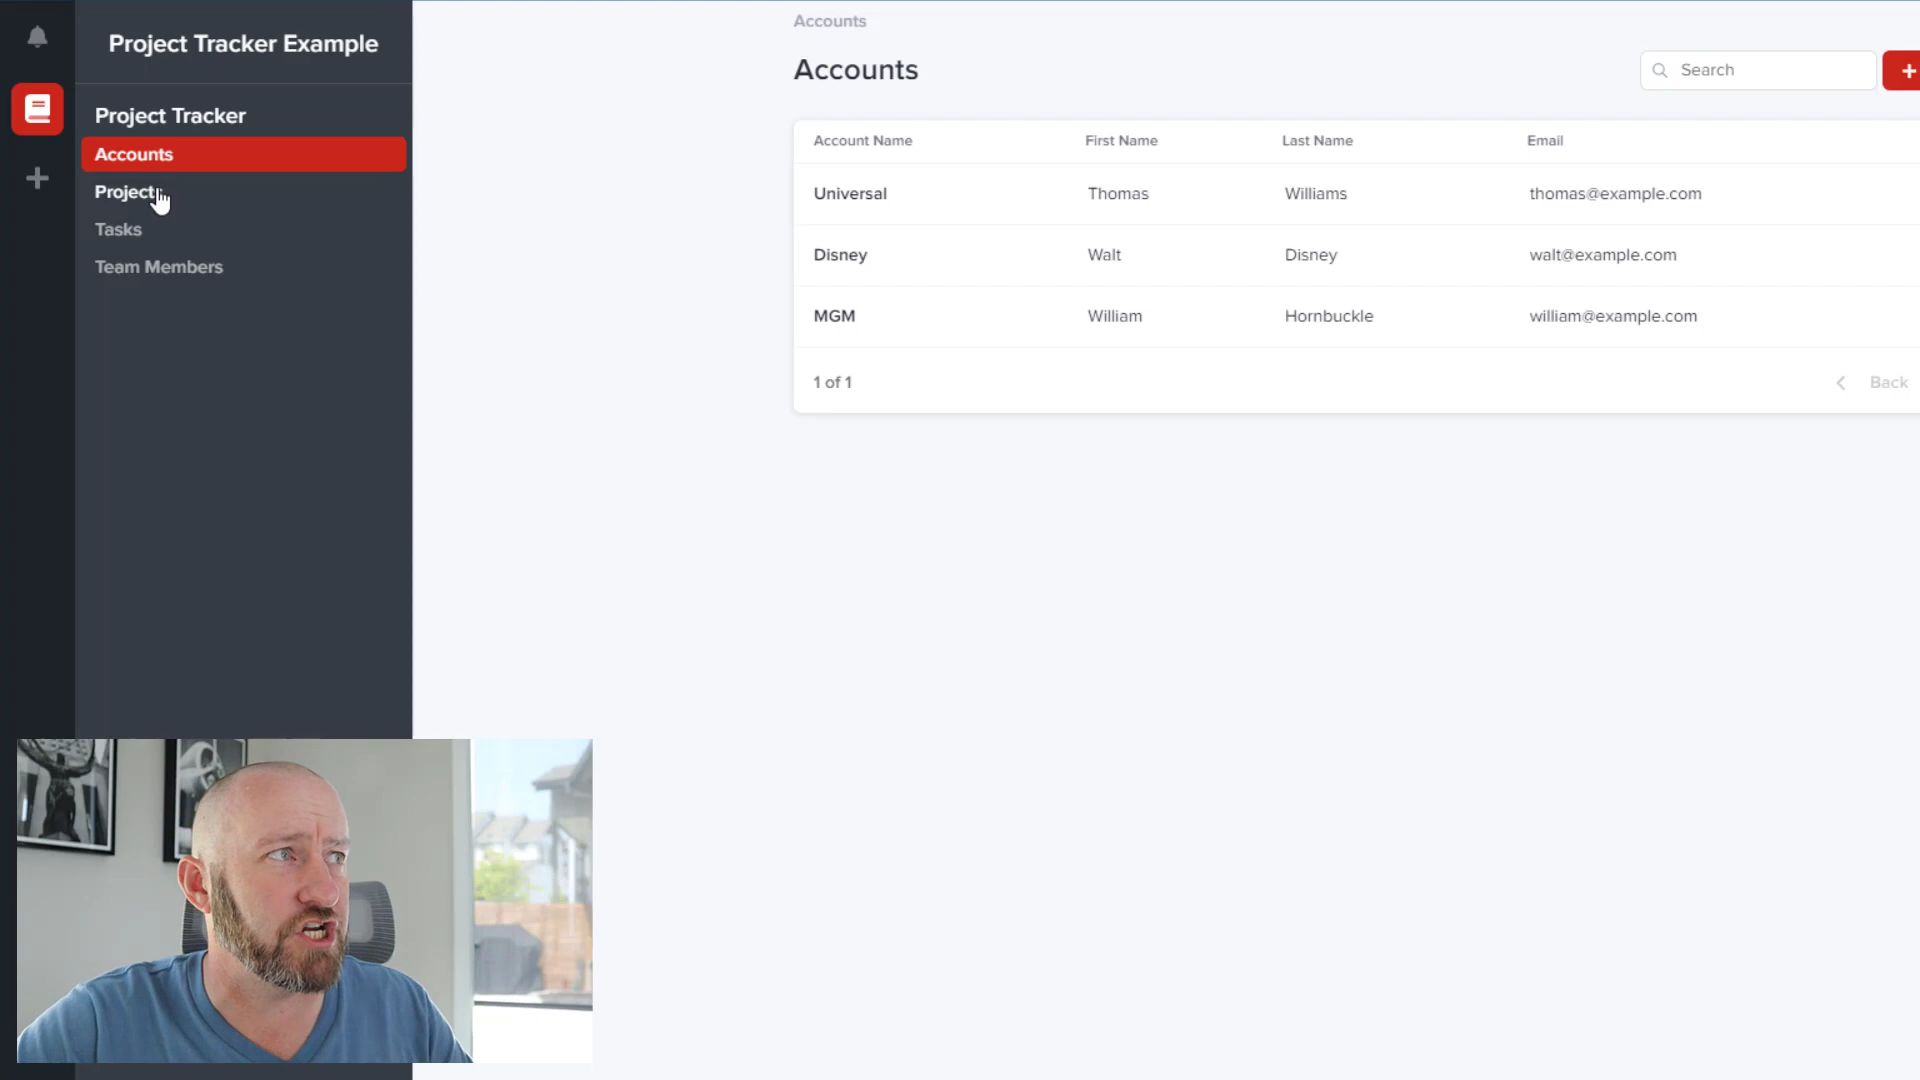 Project Tracker Example
Project Tracker
Accounts
Project
Tasks
Team Members
Accounts
Accounts
Search
Account Name First Name Last Name Email
Universal Thomas Williams thomas@example.com
Disney Walt Disney walt@example.com
MGM William Hornbuckle william@example.com
1 of 1
Back